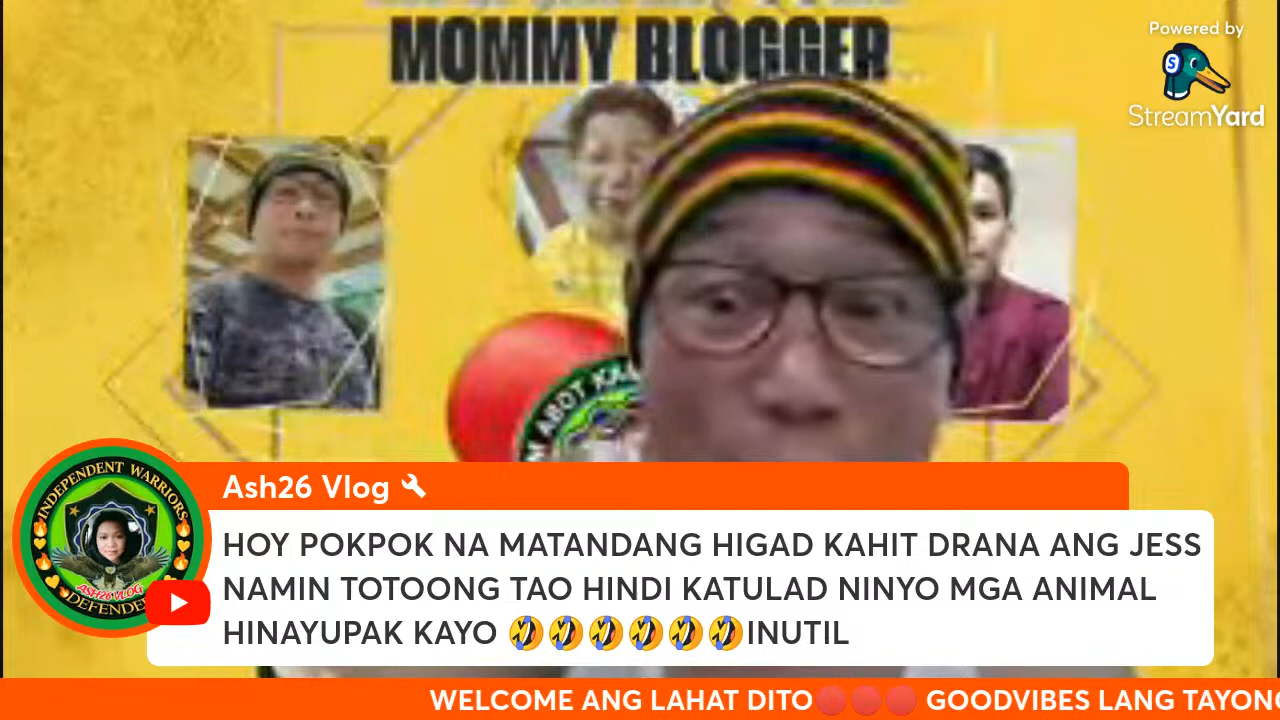 MOMMY BLOGGER
Powered by
StreamYard
Ash26 Vlog
HOY POKPOK NA MATANDANG HIGAD KAHIT DRANA ANG JESS
NAMIN TOTOONG TAO HINDI KATULAD NINYO MGA ANIMAL
HINAYUPAK KAYO 🤣🤣🤣🤣🤣🤣INUTIL
INDEPENDENT WARRIORS
ASH26 VLOG
DEFENDE
ABOT
WELCOME ANG LAHAT DITO🔴🔴🔴 GOODVIBES LANG TAYONG